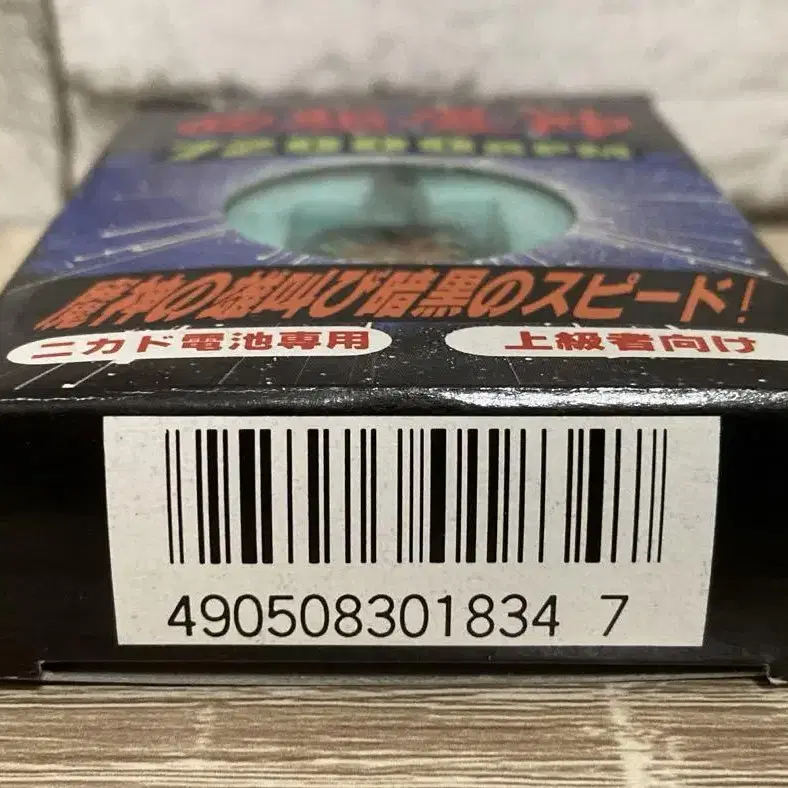 72000RPM
魔神の雄叫び暗黒のスピード!
ニカド電池専用
上級者向け
490508301834 7